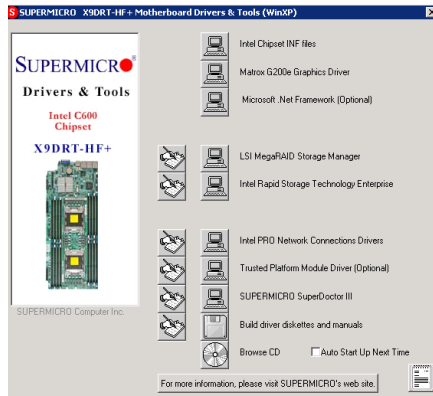 S SUPERMICRO X9DRT-HF+ Motherboard Drivers & Tools (WinXP)
SUPERMICRO
Drivers & Tools
Intel C600
Chipset
X9DRT-HF+
SUPERMICRO Computer Inc.
Intel Chipset INF files
Matrox G200e Graphics Driver
Microsoft .Net Framework (Optional)
LSI MegaRAID Storage Manager
Intel Rapid Storage Technology Enterprise
Intel PRO Network Connections Drivers
Trusted Platform Module Driver (Optional)
SUPERMICRO SuperDoctor III
Build driver diskettes and manuals
Browse CD
Auto Start Up Next Time
For more information, please visit SUPERMICRO's web site.